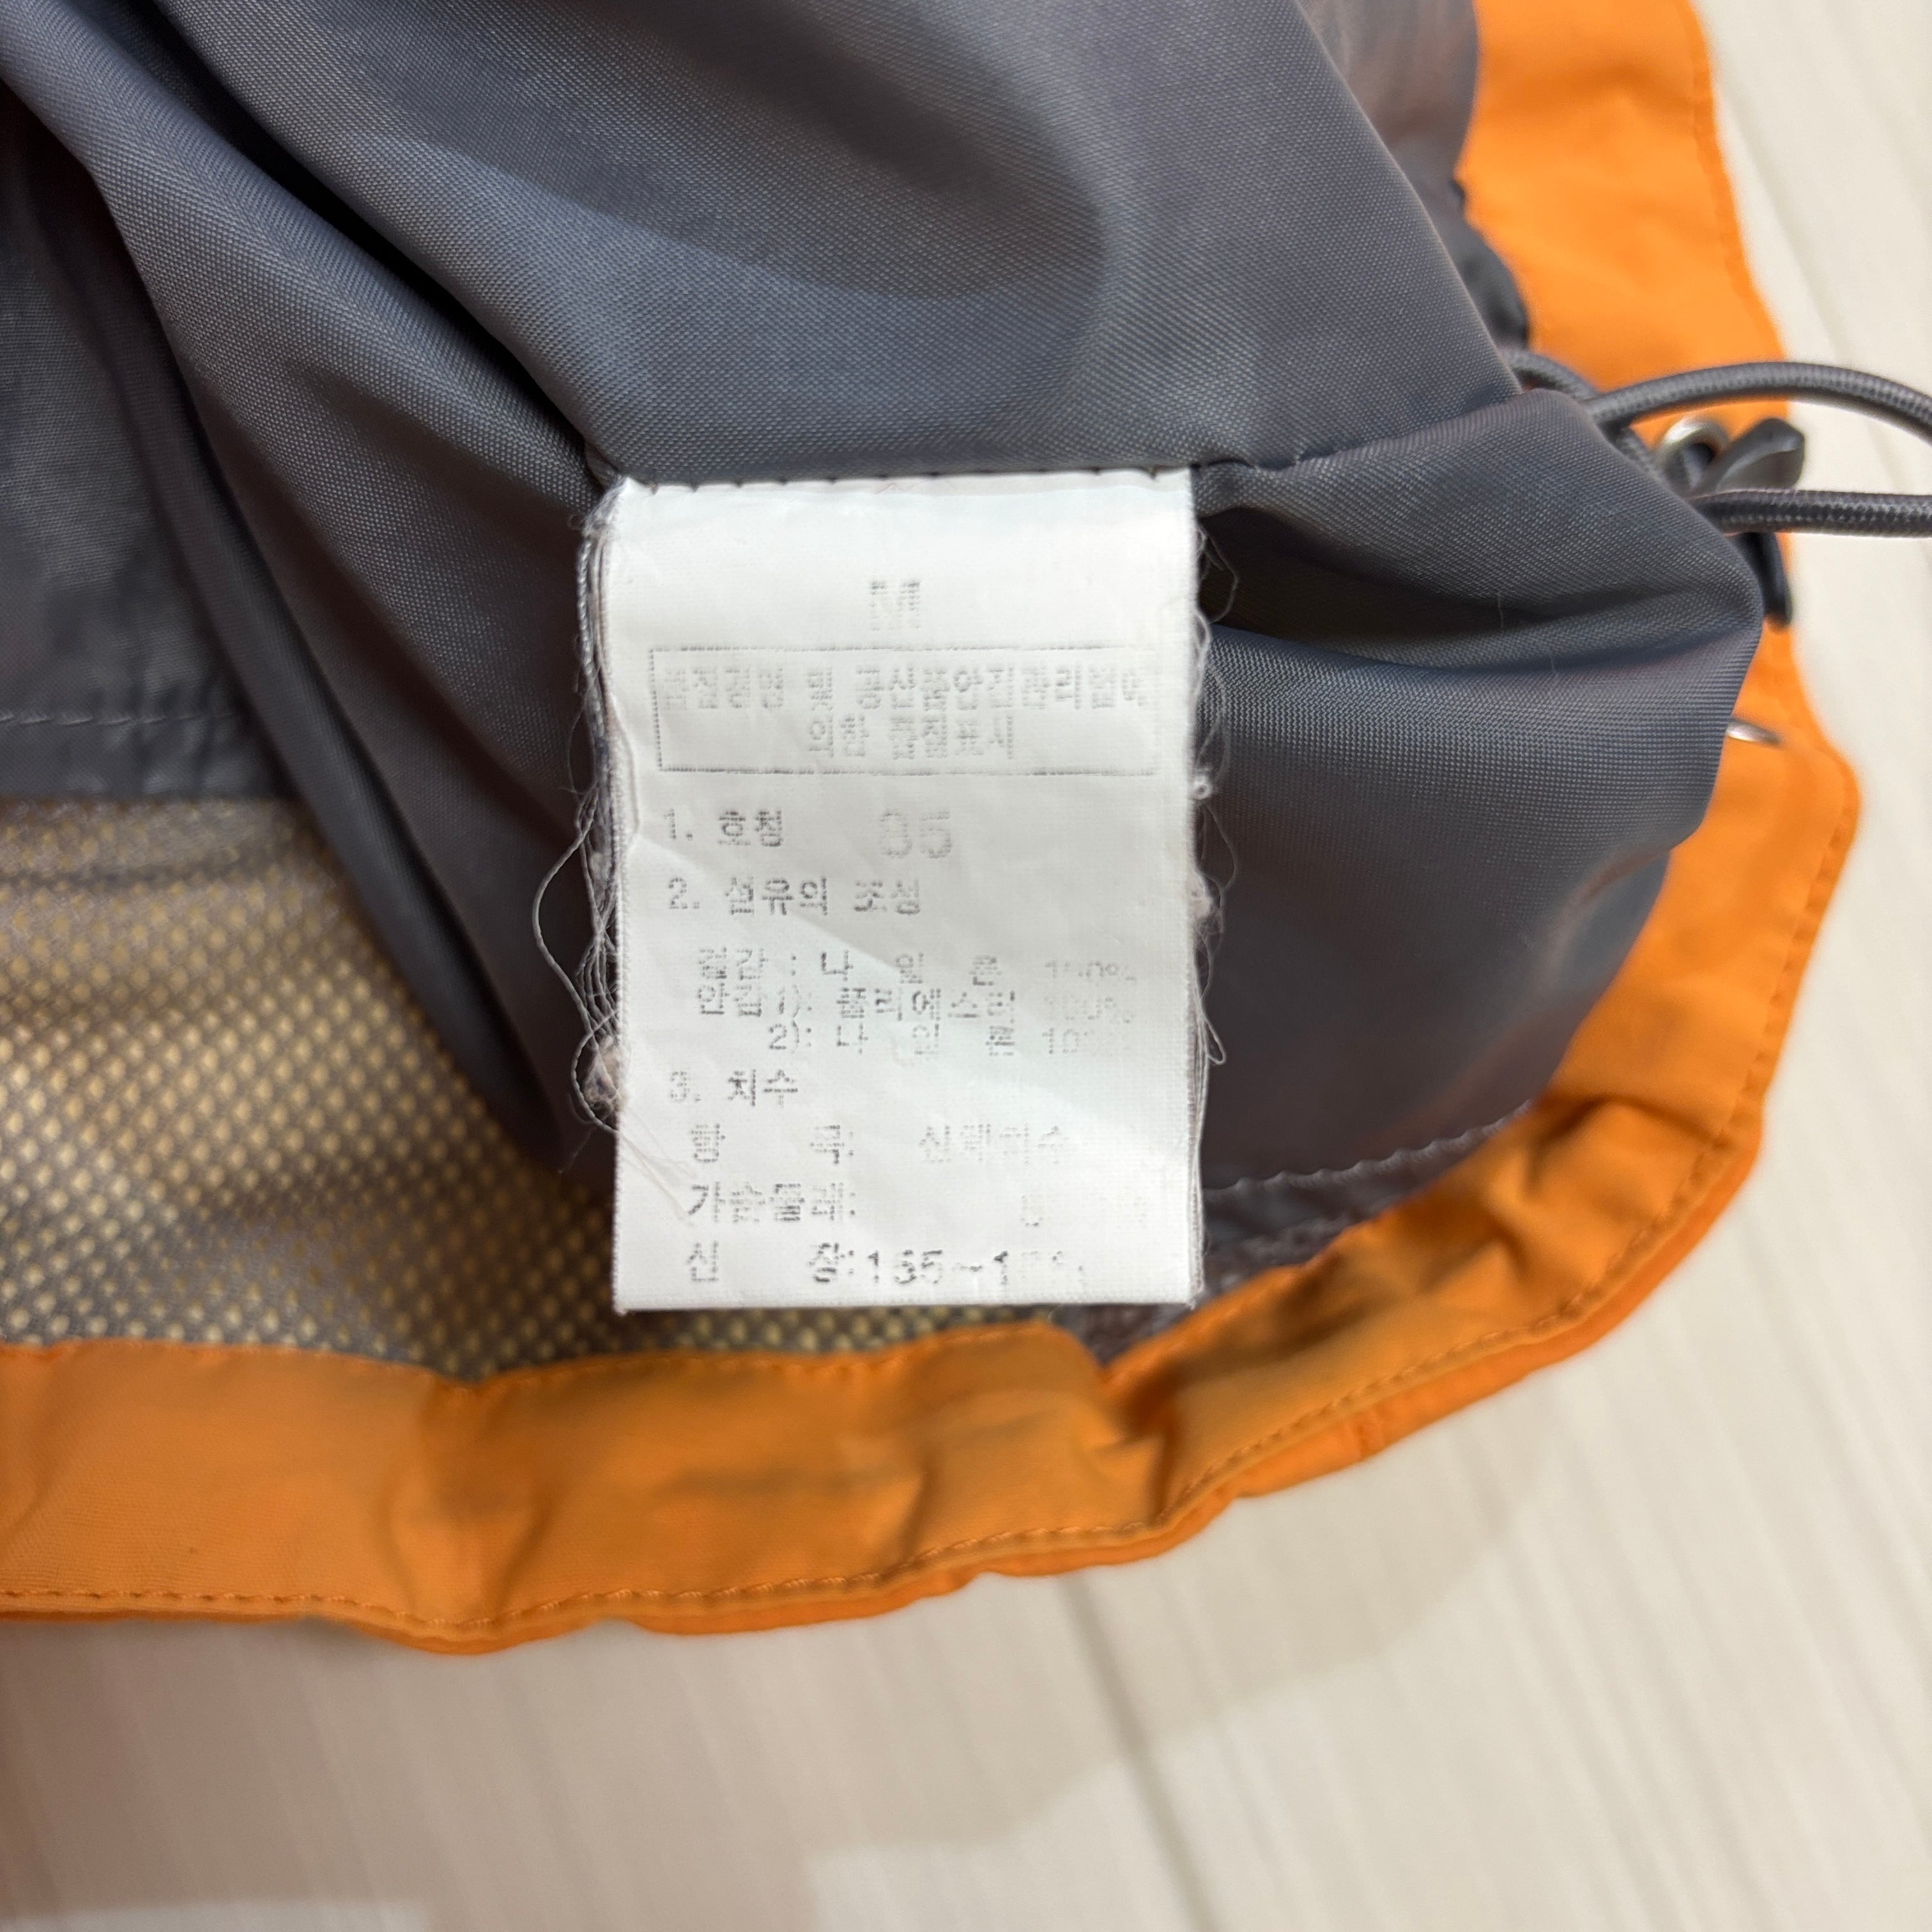 M
품질경영 및 공산품안전관리법에
의한 품질표시
1. 호칭 95
2. 섬유의 조성
겉감 : 나 일 론 100%
안감1): 폴리에스터 100%
2): 나 일 론 100%
3. 치수
항 목: 신체치수
가슴둘레:
신 장:165~